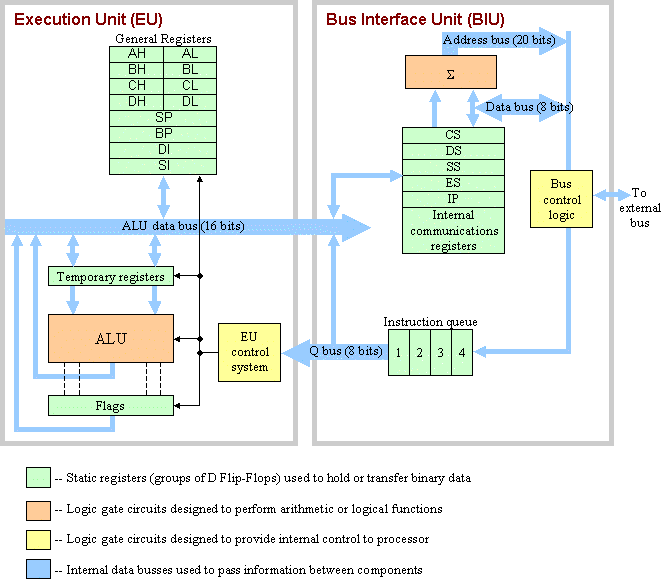 Execution Unit (EU)
General Registers
AH AL
BH BL
CH CL
DH DL
SP
BP
DI
SI
ALU data bus (16 bits)
Temporary registers
ALU
Flags
EU
control
system
Bus Interface Unit (BIU)
Address bus (20 bits)
Σ
Data bus (8 bits)
CS
DS
SS
ES
IP
Internal
communications
registers
Bus
control
logic
To
external
bus
Instruction queue
Q bus (8 bits)
1 2 3 4
-- Static registers (groups of D Flip-Flops) used to hold or transfer binary data
-- Logic gate circuits designed to perform arithmetic or logical functions
-- Logic gate circuits designed to provide internal control to processor
-- Internal data busses used to pass information between components